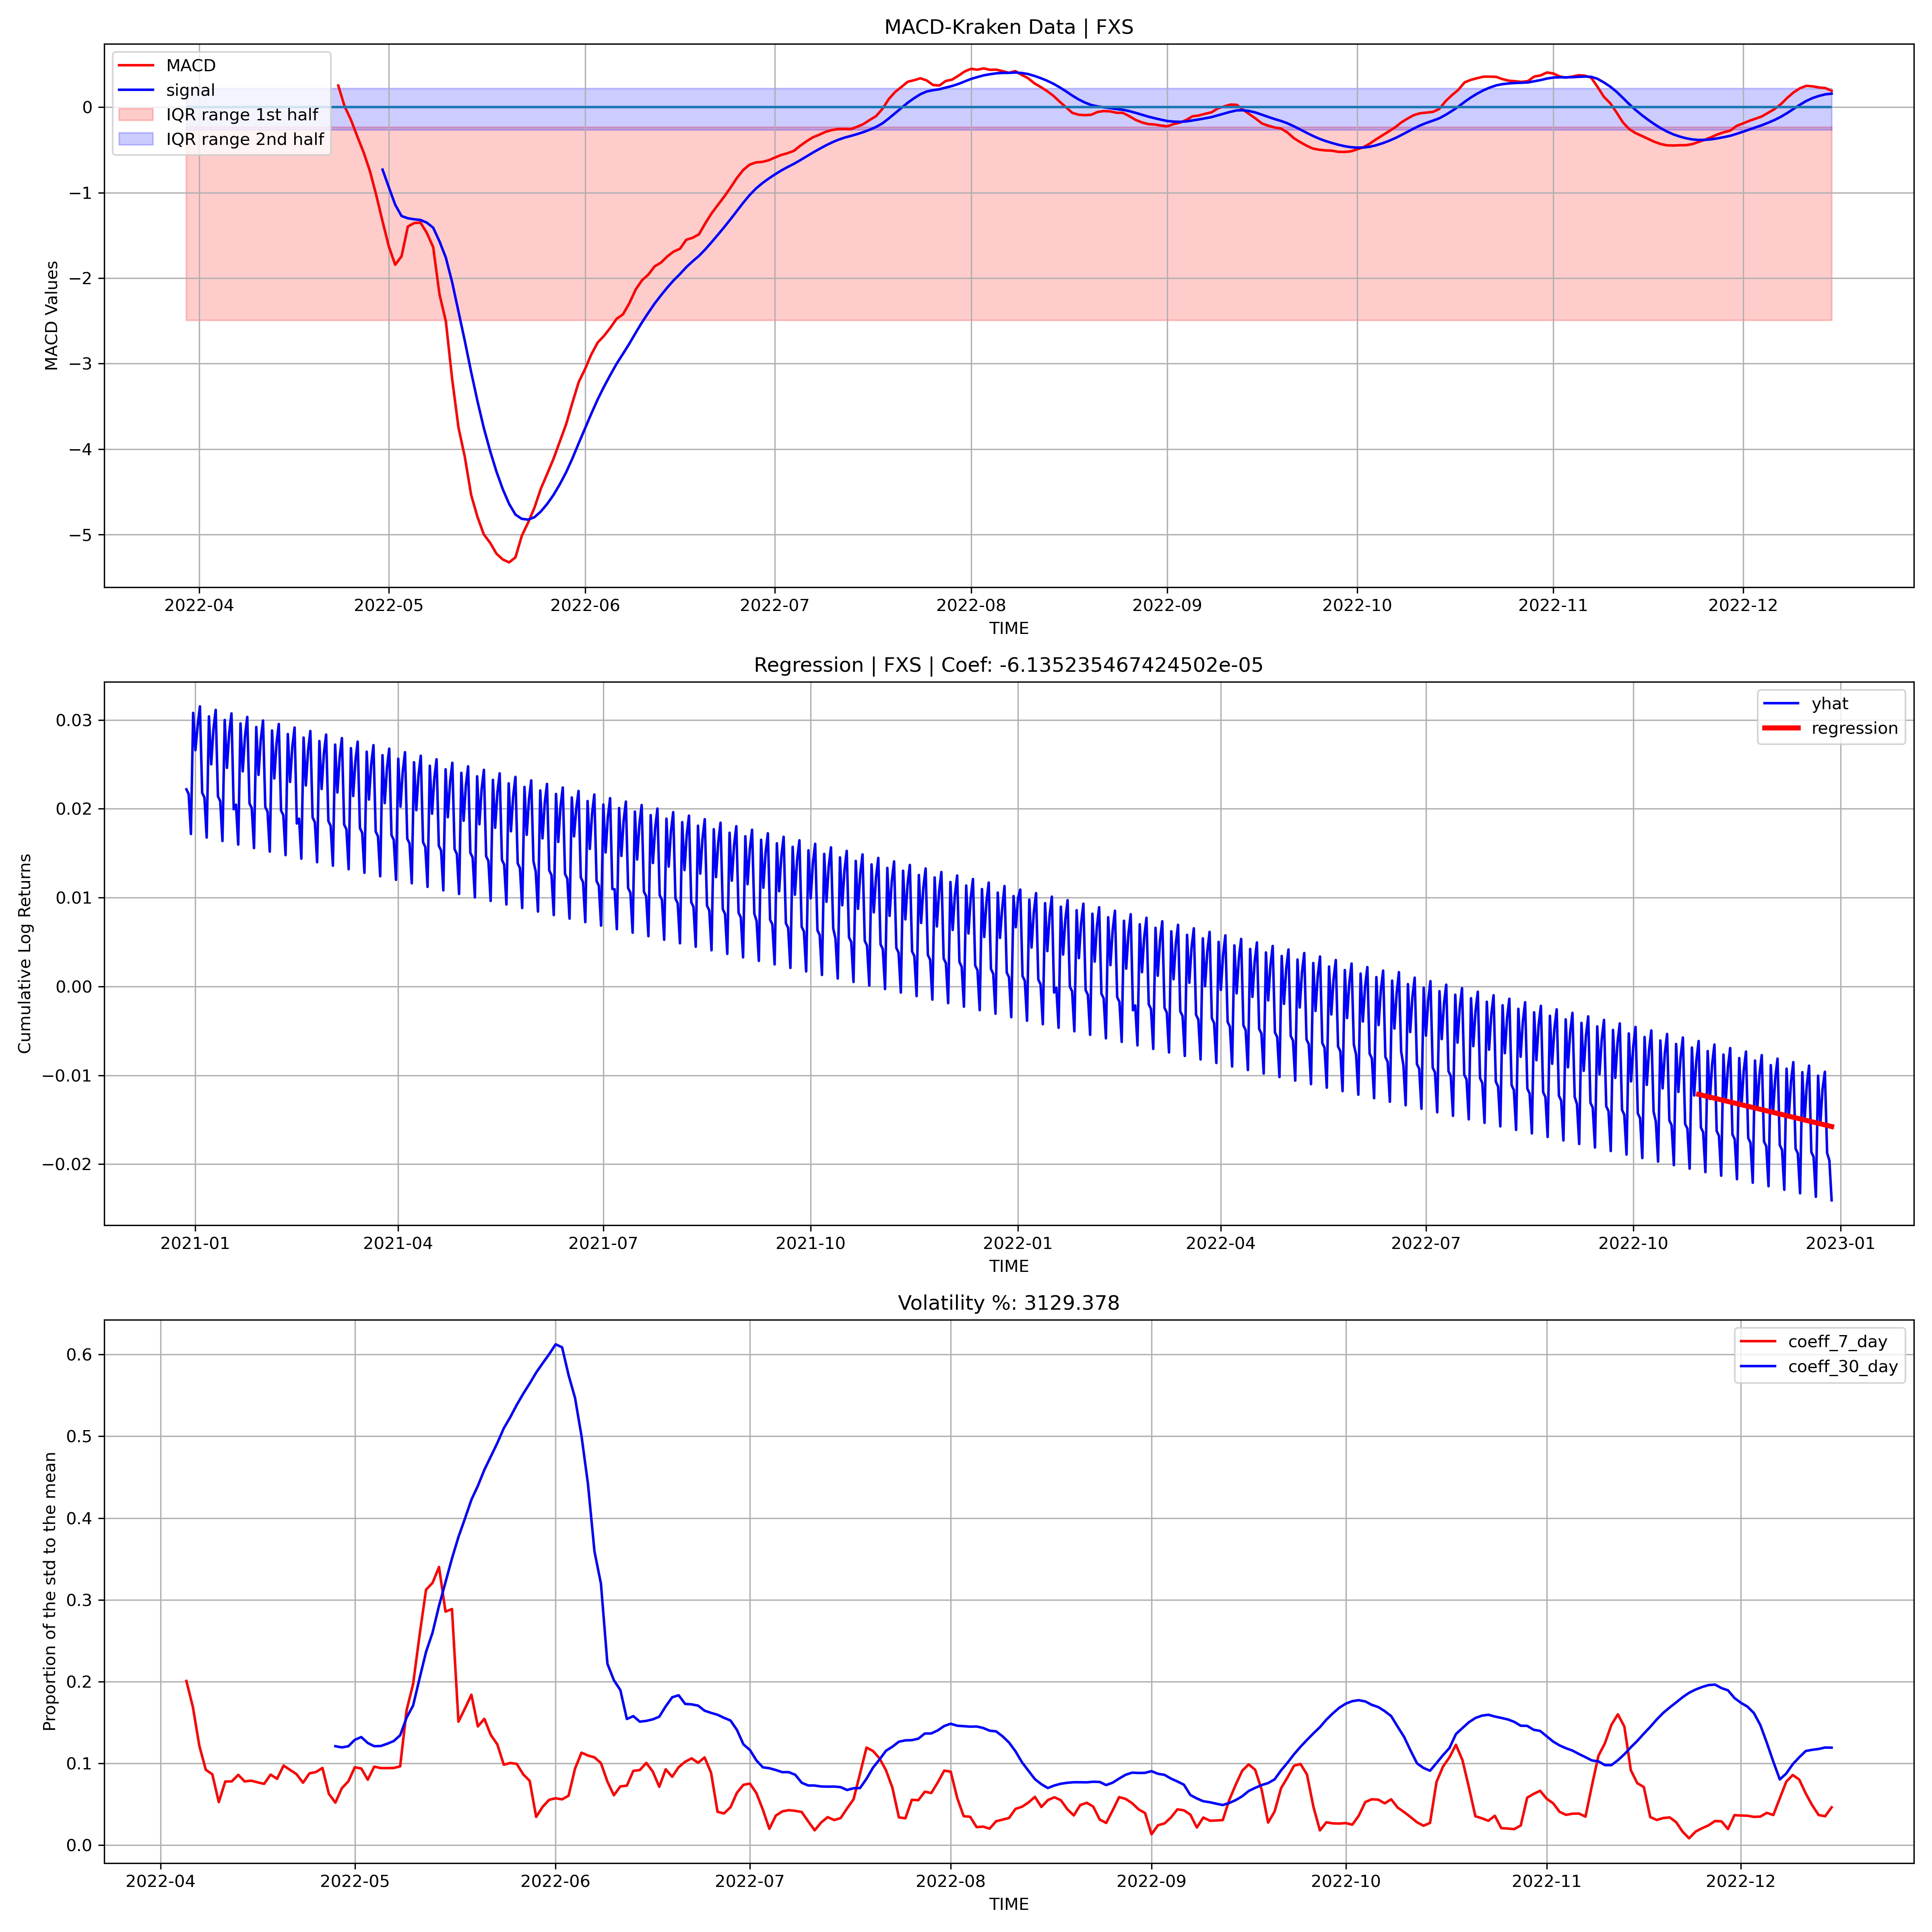 MACD-Kraken Data | FXS
MACD
signal
IQR range 1st half
IQR range 2nd half
MACD Values
0
−1
−2
−3
−4
−5
2022-04
2022-05
2022-06
2022-07
2022-08
2022-09
2022-10
2022-11
2022-12
TIME
Regression | FXS | Coef: -6.135235467424502e-05
yhat
regression
Cumulative Log Returns
0.03
0.02
0.01
0.00
−0.01
−0.02
2021-01
2021-04
2021-07
2021-10
2022-01
2022-04
2022-07
2022-10
2023-01
TIME
Volatility %: 3129.378
coeff_7_day
coeff_30_day
Proportion of the std to the mean
0.6
0.5
0.4
0.3
0.2
0.1
0.0
2022-04
2022-05
2022-06
2022-07
2022-08
2022-09
2022-10
2022-11
2022-12
TIME